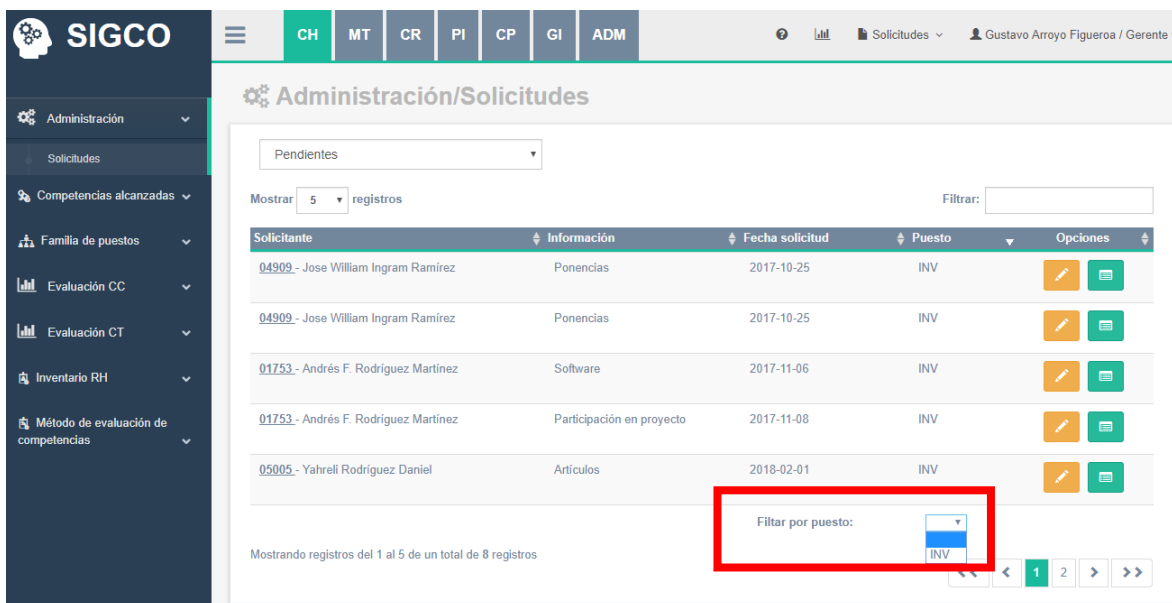 SIGCO
CH MT CR PI CP GI ADM
Solicitudes
Gustavo Arroyo Figueroa / Gerente
Administración/Solicitudes
Administración
Solicitudes
Competencias alcanzadas
Familia de puestos
Evaluación CC
Evaluación CT
Inventario RH
Método de evaluación de
competencias
Pendientes
Mostrar 5 registros
Filtrar:
Solicitante Información Fecha solicitud Puesto Opciones
04909 - Jose William Ingram Ramírez Ponencias 2017-10-25 INV
04909 - Jose William Ingram Ramírez Ponencias 2017-10-25 INV
01753 - Andrés F. Rodríguez Martínez Software 2017-11-06 INV
01753 - Andrés F. Rodríguez Martínez Participación en proyecto 2017-11-08 INV
05005 - Yahreli Rodríguez Daniel Artículos 2018-02-01 INV
Filtar por puesto:
INV
Mostrando registros del 1 al 5 de un total de 8 registros
<< < 1 2 > >>